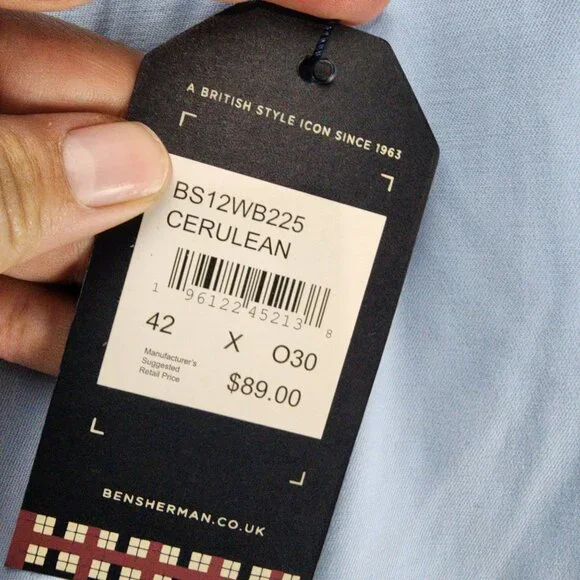 A BRITISH STYLE ICON SINCE 1963
BS12WB225
CERULEAN
1 96122 45213 8
42 X O30
Manufacturer's
Suggested
Retail Price
$89.00
BENSHERMAN.CO.UK